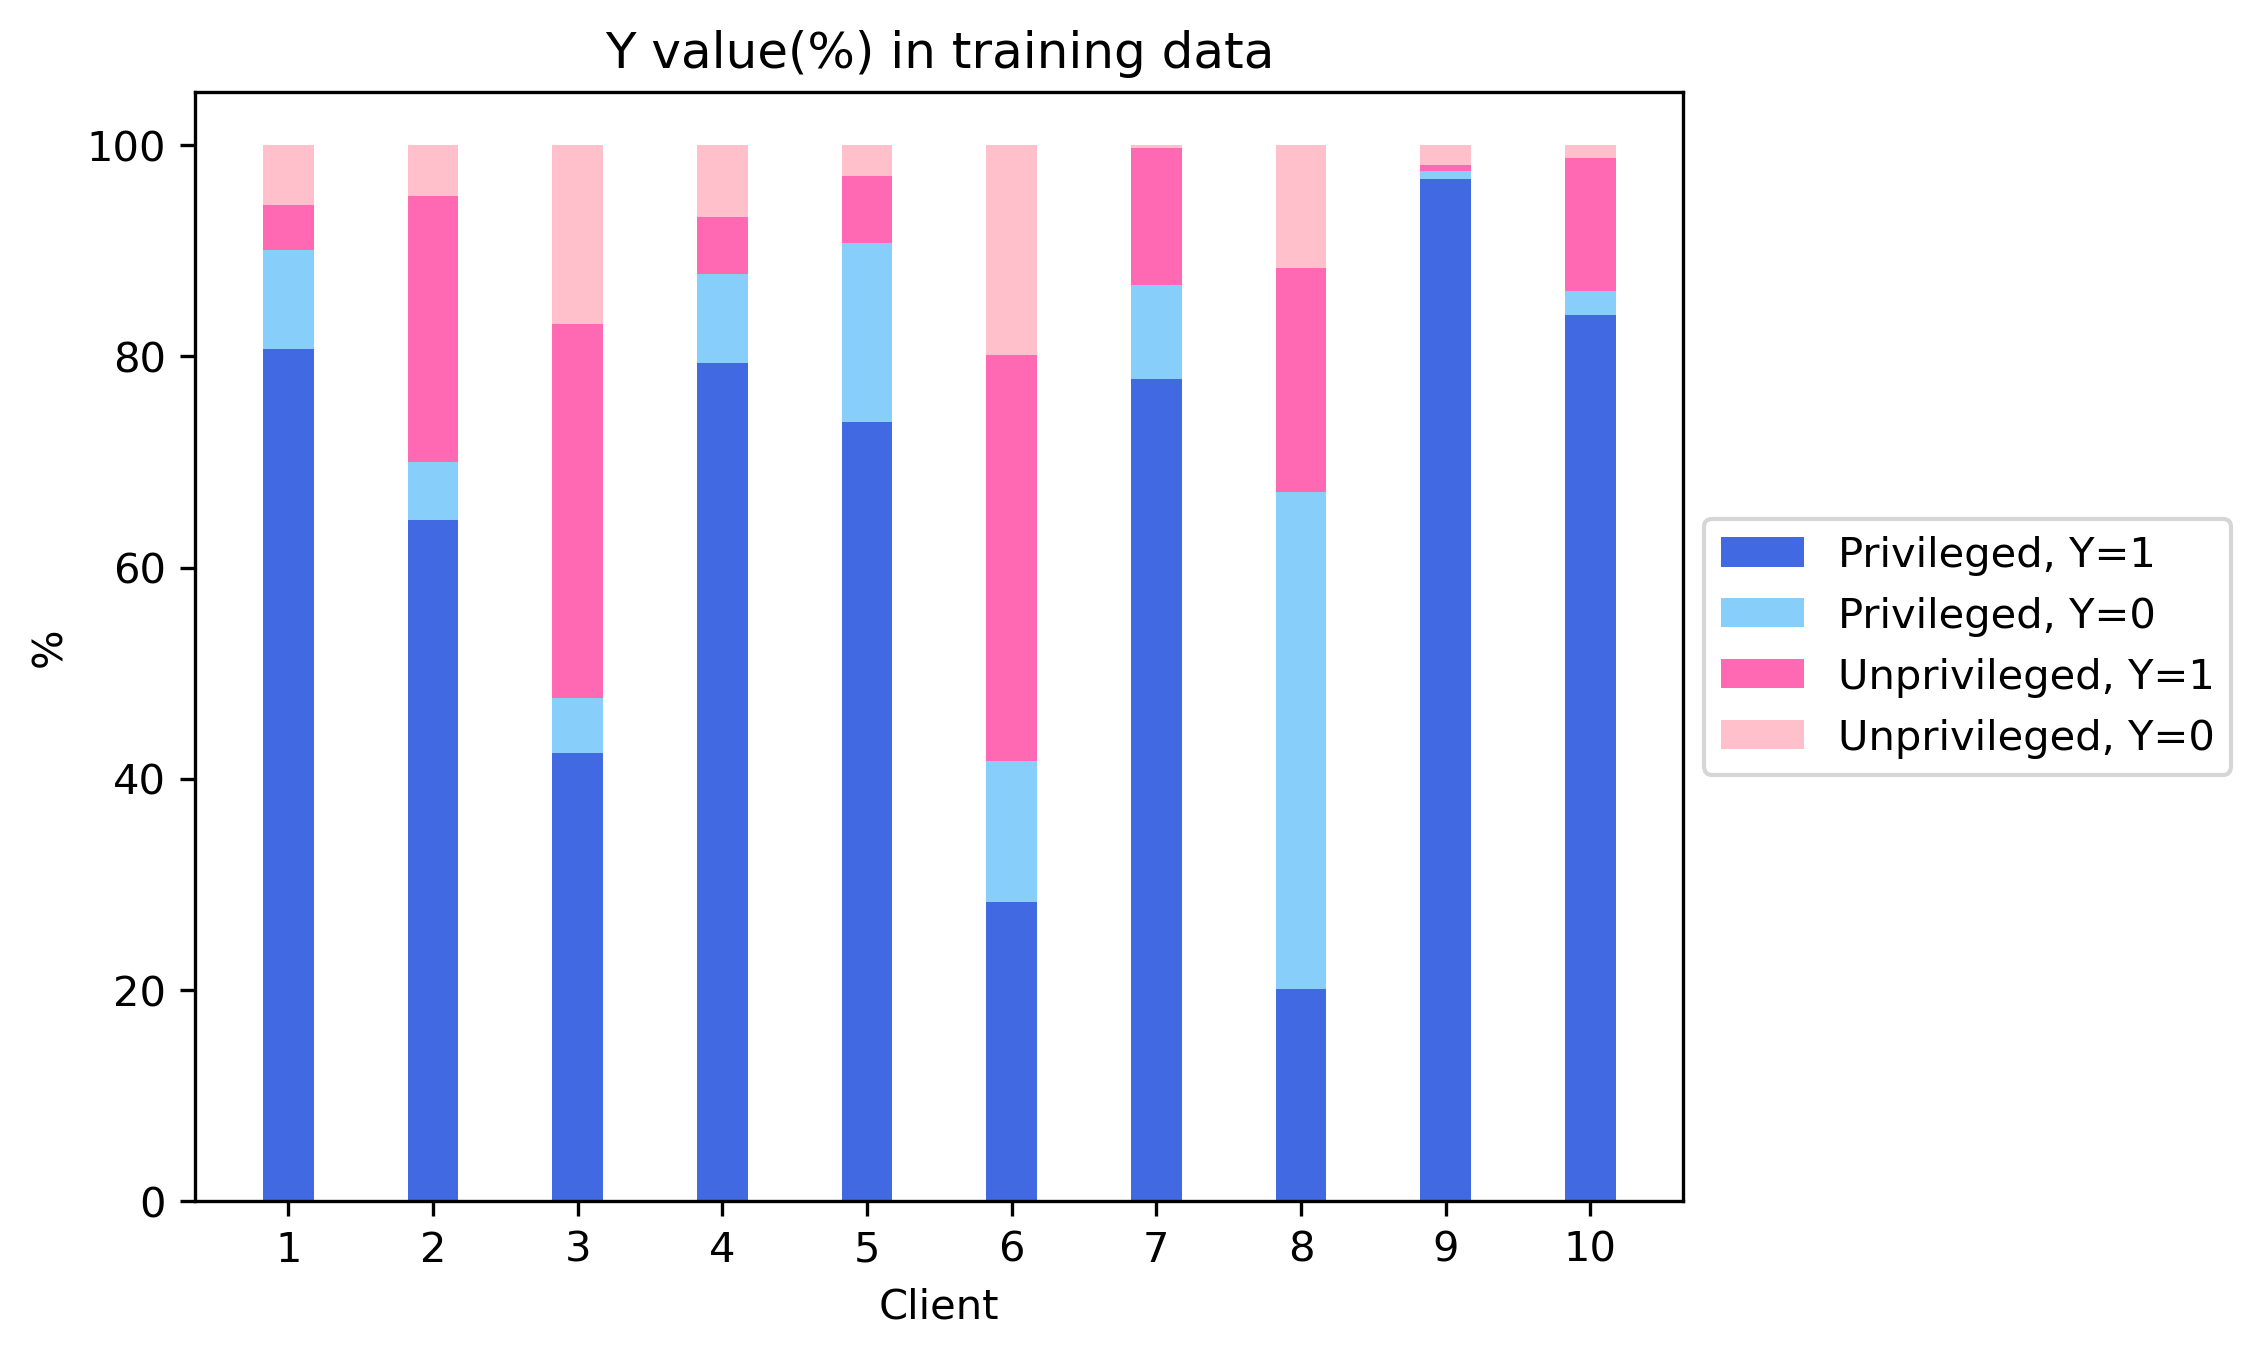 Y value(%) in training data
100
80
60
40
20
0
%
1 2 3 4 5 6 7 8 9 10
Client
Privileged, Y=1
Privileged, Y=0
Unprivileged, Y=1
Unprivileged, Y=0